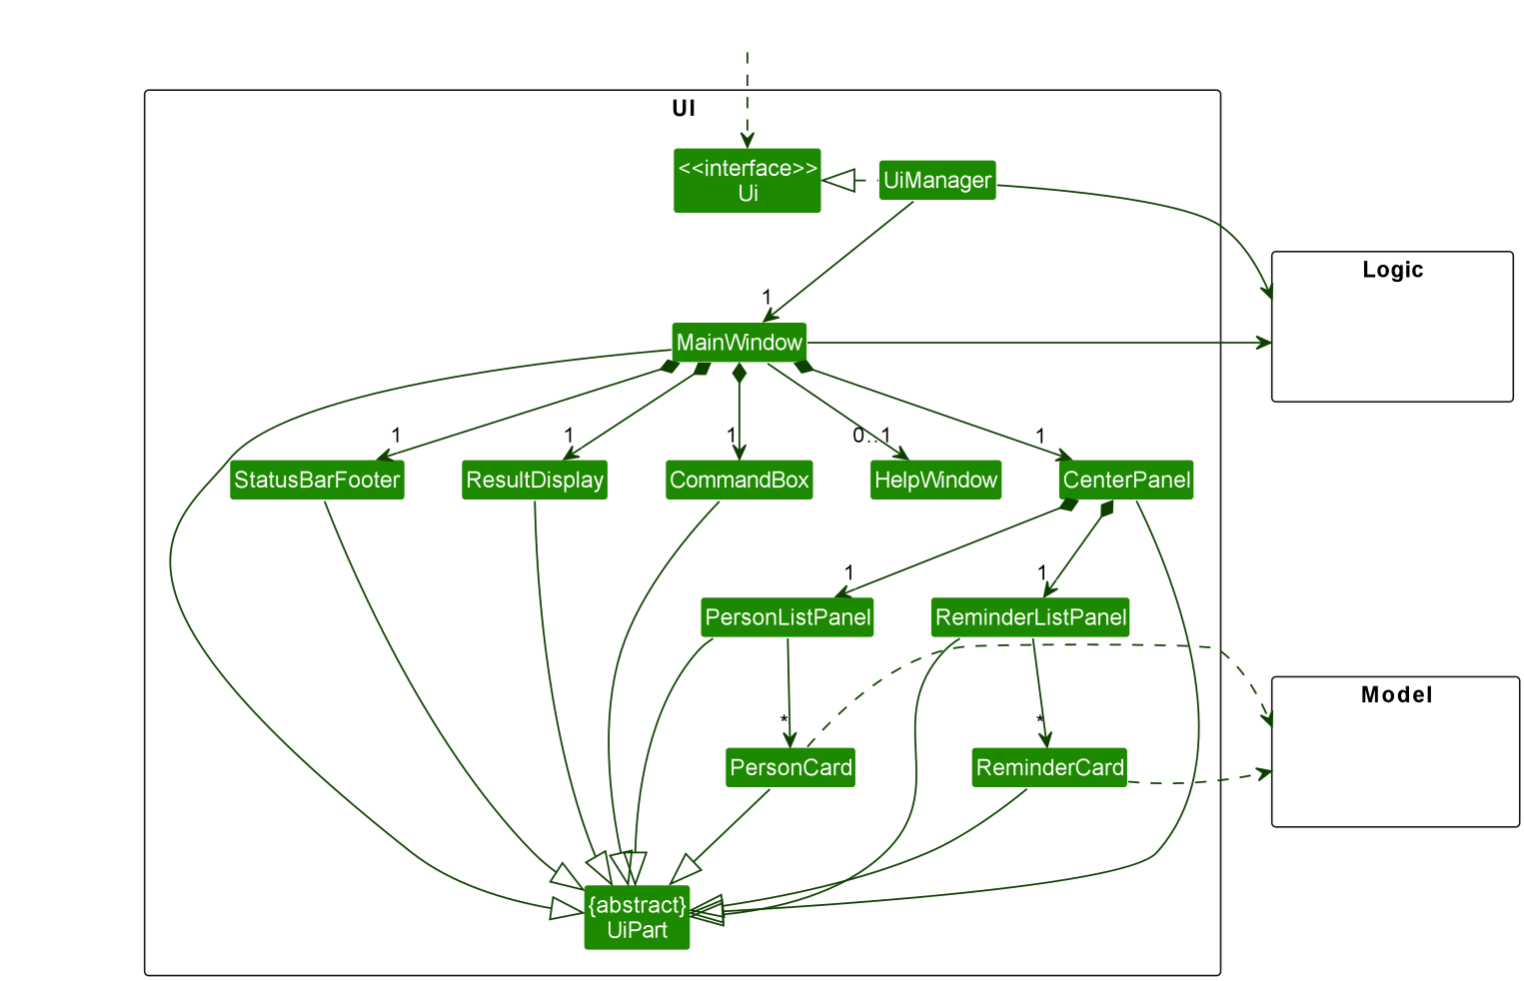 UI
<<interface>>
Ui
UiManager
Logic
1
MainWindow
1
1
1
0..1
1
StatusBarFooter
ResultDisplay
CommandBox
HelpWindow
CenterPanel
1
1
PersonListPanel
ReminderListPanel
Model
*
*
PersonCard
ReminderCard
{abstract}
UiPart